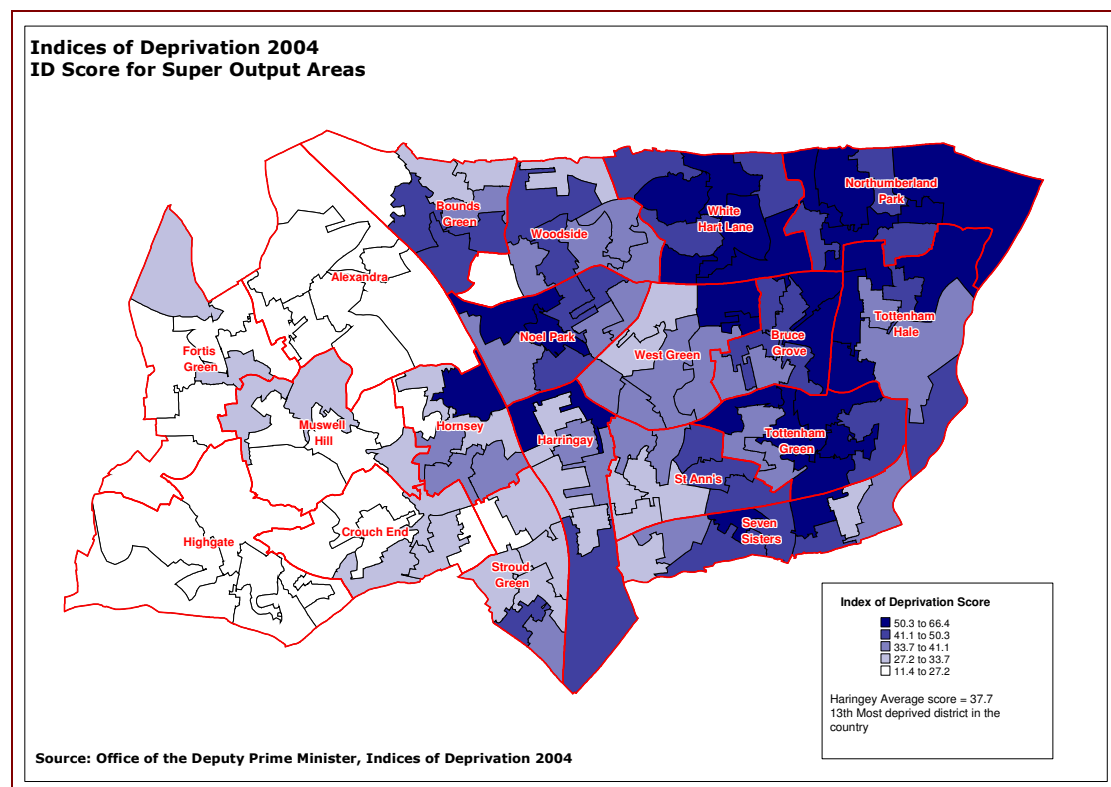 Indices of Deprivation 2004
ID Score for Super Output Areas
Northumberland
Park
Bounds
Green
White
Hart Lane
Woodside
Alexandra
Tottenham
Hale
Noel Park
Bruce
Grove
West Green
Fortis
Green
Muswell
Hill
Hornsey
Harringay
Tottenham
Green
St Ann's
Seven
Sisters
Crouch End
Highgate
Stroud
Green
Index of Deprivation Score
50.3 to 66.4
41.1 to 50.3
33.7 to 41.1
27.2 to 33.7
11.4 to 27.2
Haringey Average score = 37.7
13th Most deprived district in the
country
Source: Office of the Deputy Prime Minister, Indices of Deprivation 2004